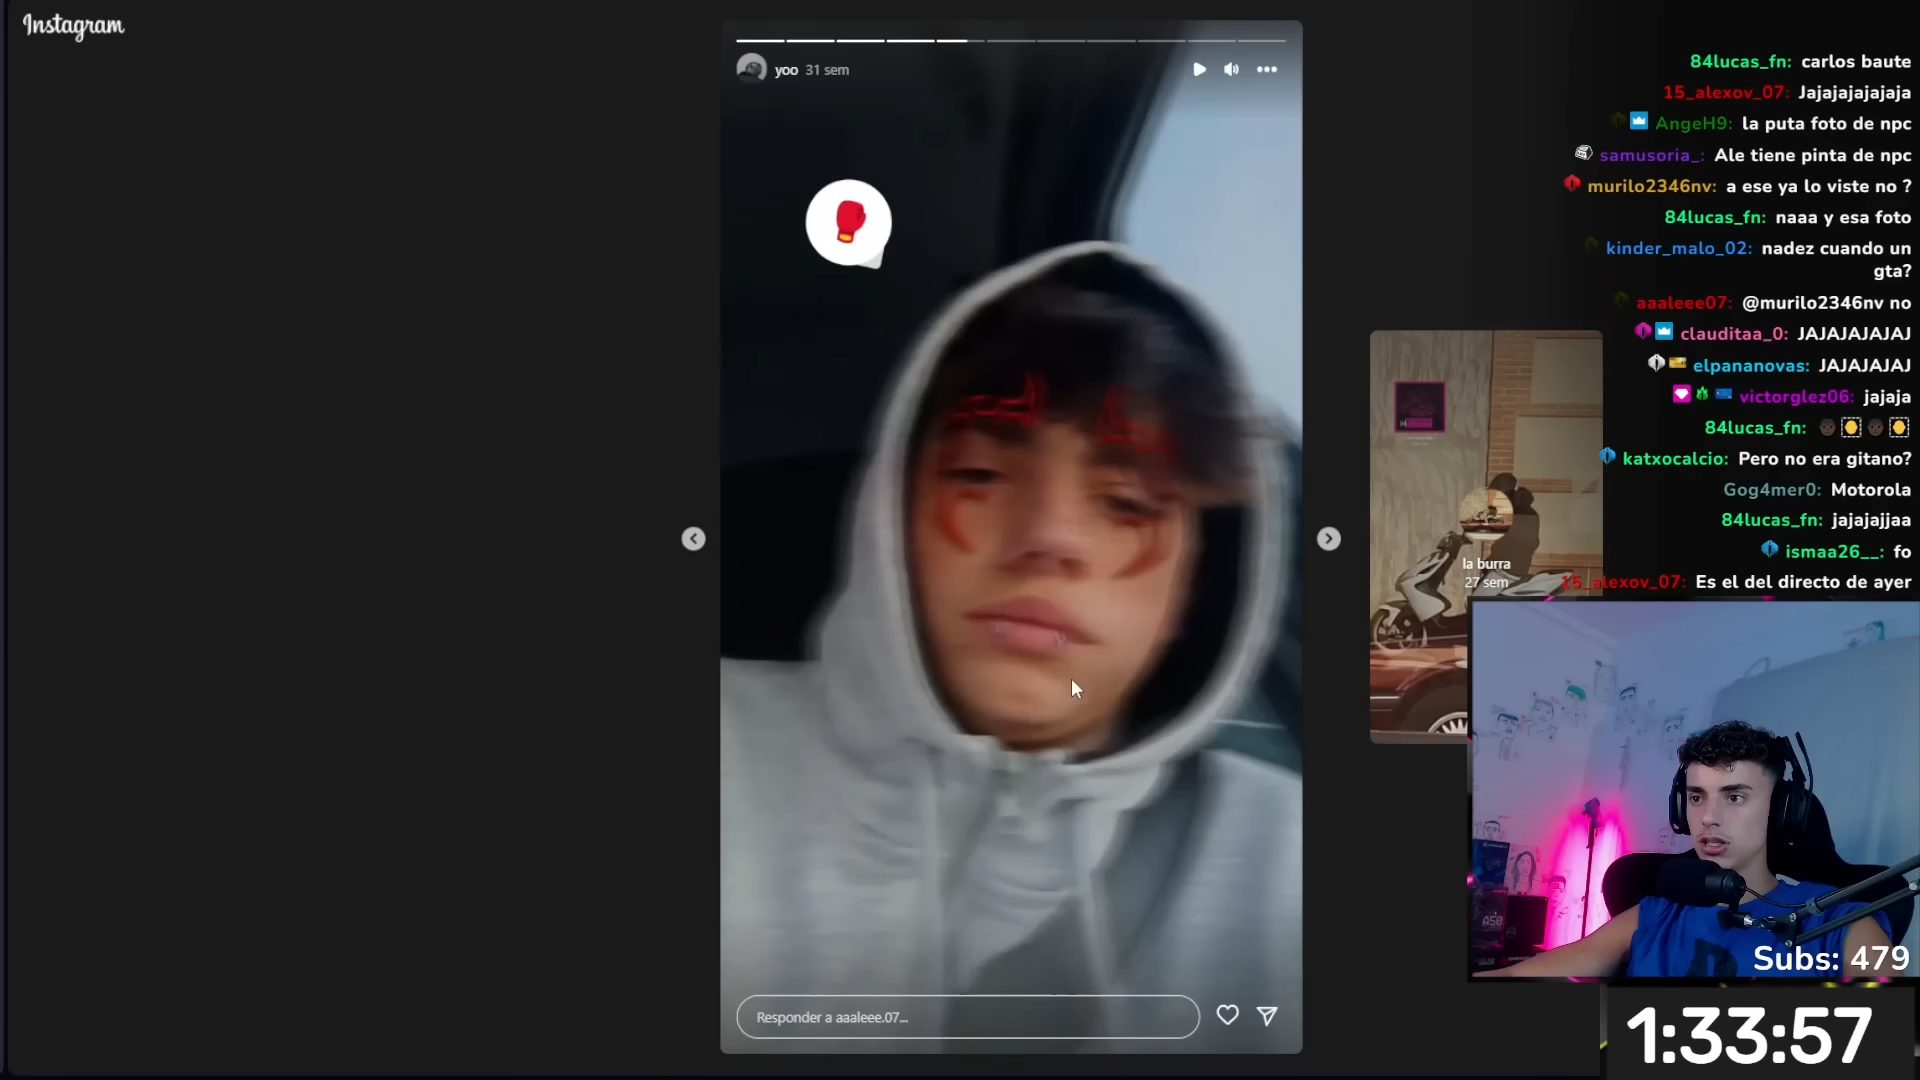 Instagram
yoo 31 sem
84lucas_fn: carlos baute
15_alexov_07: Jajajajajajaja
AngeH9: la puta foto de npc
samusoria_: Ale tiene pinta de npc
murilo2346nv: a ese ya lo viste no ?
84lucas_fn: naaa y esa foto
kinder_malo_02: nadez cuando un
gta?
aaaleee07: @murilo2346nv no
clauditaa_0: JAJAJAJAJAJ
elpananovas: JAJAJAJAJ
victorglez06: jajaja
84lucas_fn:
katxocalcio: Pero no era gitano?
Gog4mer0: Motorola
84lucas_fn: jajajajjaa
ismaa26__: fo
15_alexov_07: Es el del directo de ayer
la burra
27 sem
Responder a aaaleee.07...
Subs: 479
1:33:57